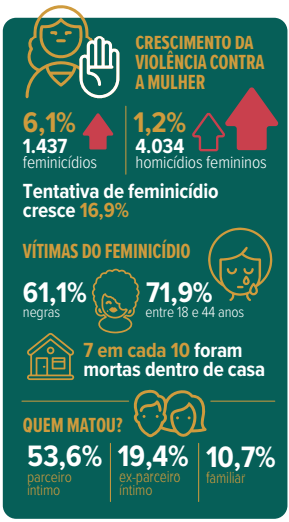 CRESCIMENTO DA
VIOLÊNCIA CONTRA
A MULHER
6,1%
1.437
feminicídios
1,2%
4.034
homicídios femininos
Tentativa de feminicídio
cresce 16,9%
VÍTIMAS DO FEMINICÍDIO
61,1%
negras
71,9%
entre 18 e 44 anos
7 em cada 10 foram
mortas dentro de casa
QUEM MATOU?
53,6%
parceiro
íntimo
19,4%
ex-parceiro
íntimo
10,7%
familiar